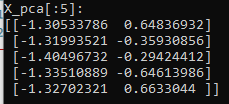 X_pca[:5]:
[[-1.30533786  0.64836932]
 [-1.31993521 -0.35930856]
 [-1.40496732 -0.29424412]
 [-1.33510889 -0.64613986]
 [-1.32702321  0.6633044 ]]